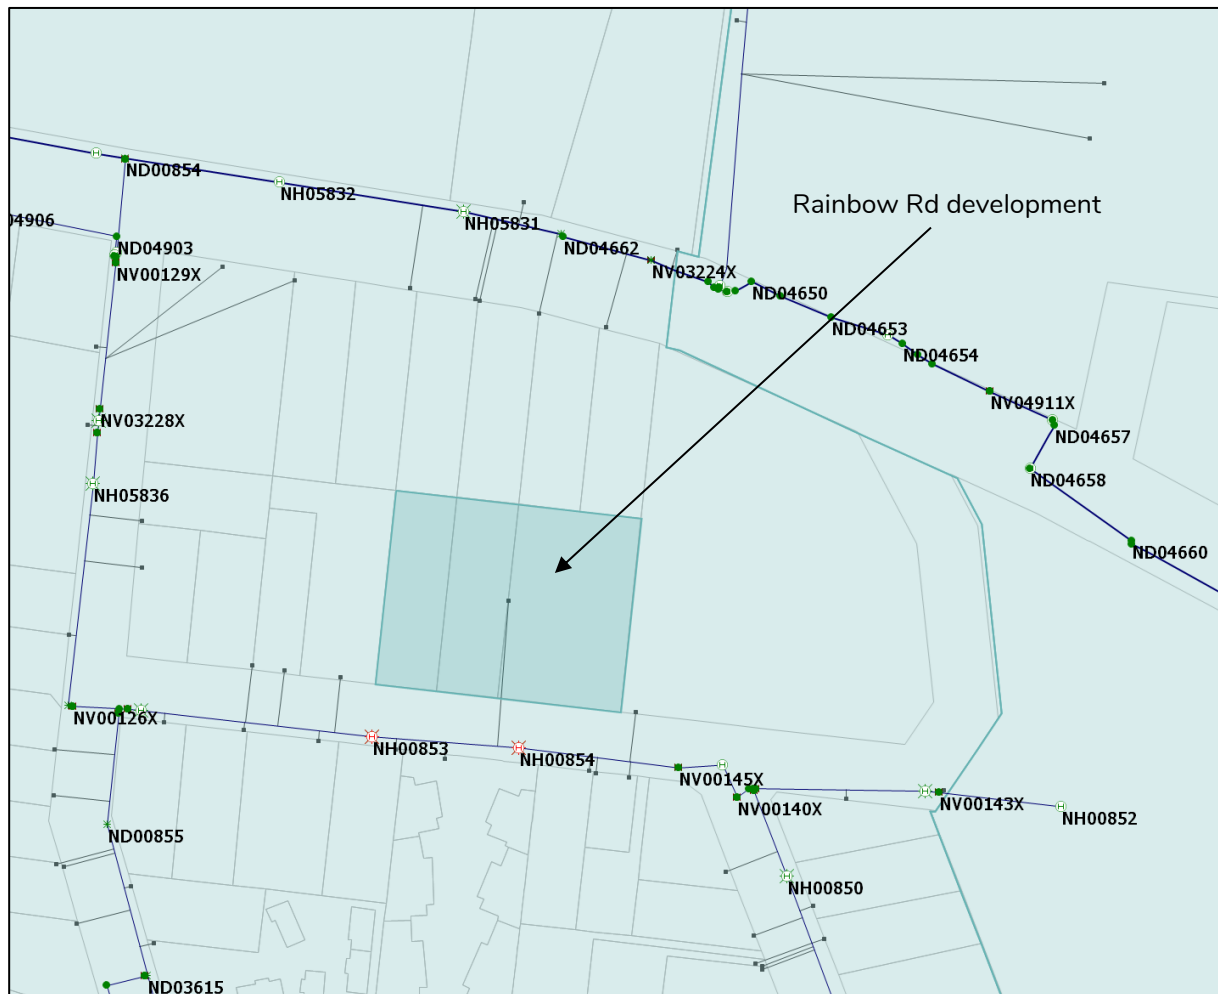 ND00854
NH05832
Rainbow Rd development
04906
NH05831
ND04903
ND04662
NV00129X
NV03224X
ND04650
ND04653
ND04654
NV04911X
NV03228X
ND04657
ND04658
NH05836
ND04660
NV00126X
NH00853
NH00854
NV00145X
NV00140X
NV00143X
NH00852
ND00855
NH00850
ND03615